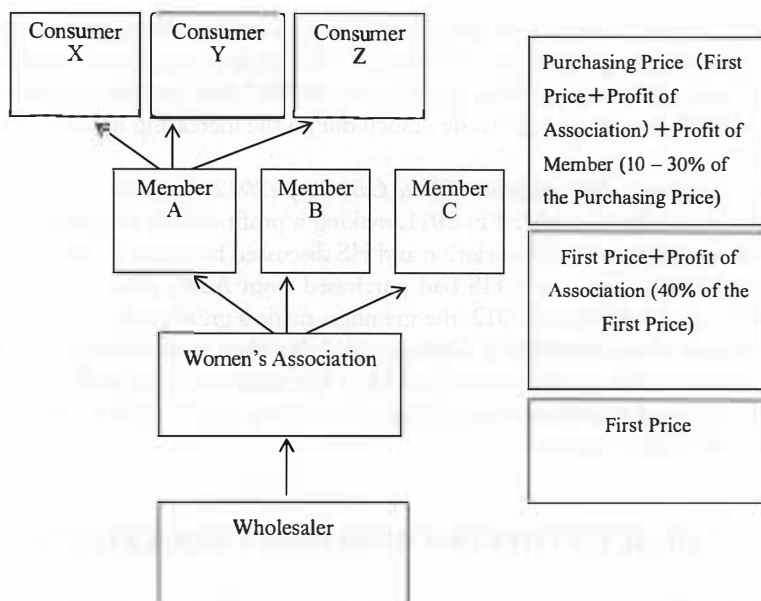 Consumer
X
Consumer
Y
Consumer
Z
Purchasing Price (First
Price+Profit of
Association)+Profit of
Member (10 – 30% of
the Purchasing Price)
Member
A
Member
B
Member
C
First Price+Profit of
Association (40% of the
First Price)
Women's Association
First Price
Wholesaler